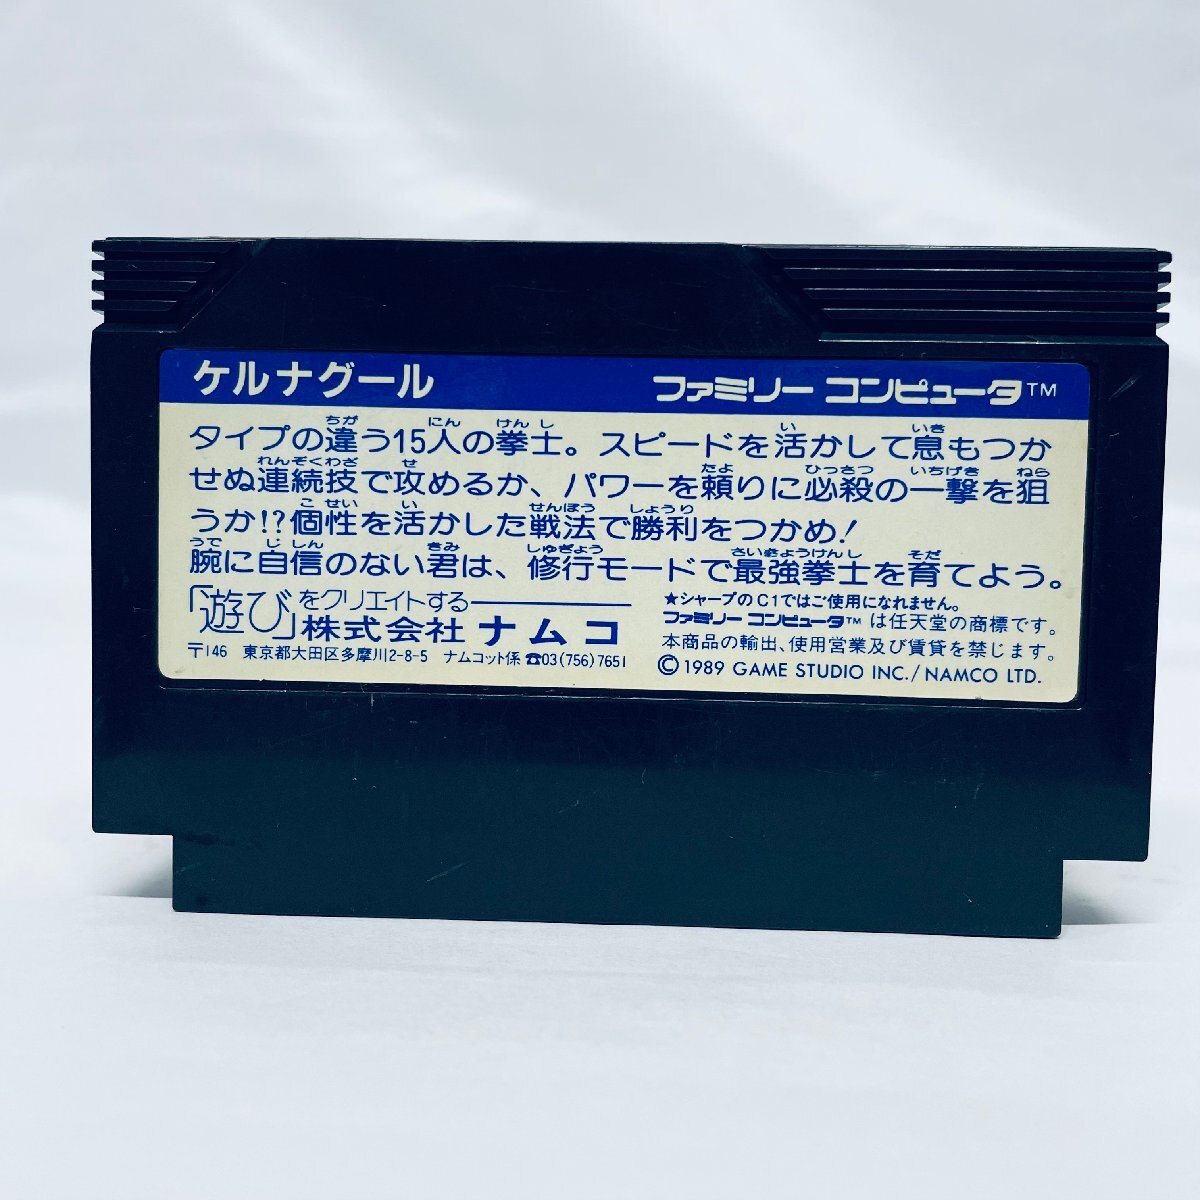 ケルナグール
ファミリー コンピュータ™
タイプの違う15人の拳士。スピードを活かして息もつか
せぬ連続技で攻めるか、パワーを頼りに必殺の一撃を狙
うか!?個性を活かした戦法で勝利をつかめ!
腕に自信のない君は、修行モードで最強拳士を育てよう。
「遊び」をクリエイトする
株式会社 ナムコ
〒146 東京都大田区多摩川2-8-5 ナムコット係 ☎03(756)7651
★シャープのC1ではご使用になれません。
ファミリー コンピュータ™ は任天堂の商標です。
本商品の輸出、使用営業及び賃貸を禁じます。
©1989 GAME STUDIO INC./NAMCO LTD.